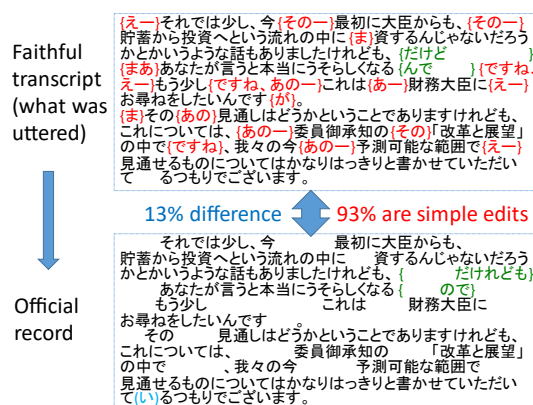 Faithful
transcript
(what was
uttered)
{えー}それでは少し、今{そのー}最初に大臣からも、{そのー}
貯蓄から投資へという流れの中に{ま}資するんじゃないだろう
かとかいうような話もありましたけれども、{だけど}
{まあ}あなたが言うと本当にうそらしくなる{んで}{ですね、
えー}もう少し{ですね、あのー}これは{あー}財務大臣に{えー}
お尋ねをしたいんです{が}。
{ま}その{あの}見通しはどうかということでありますけれども、
これについては、{あのー}委員御承知の{その}「改革と展望」
の中で{ですね}、我々の今{あのー}予測可能な範囲で{えー}
見通せるものについてはかなりはっきりと書かせていただい
て るつもりでございます。
13% difference
93% are simple edits
Official
record
それでは少し、今 最初に大臣からも、
貯蓄から投資へという流れの中に 資するんじゃないだろう
かとかいうような話もありましたけれども、{ だけれども}
あなたが言うと本当にうそらしくなる{ ので}
もう少し これは 財務大臣に
お尋ねをしたいんです 。
その 見通しはどうかということでありますけれども、
これについては、 委員御承知の 「改革と展望」
の中で 、我々の今 予測可能な範囲で
見通せるものについてはかなりはっきりと書かせていただい
て(い)るつもりでございます。